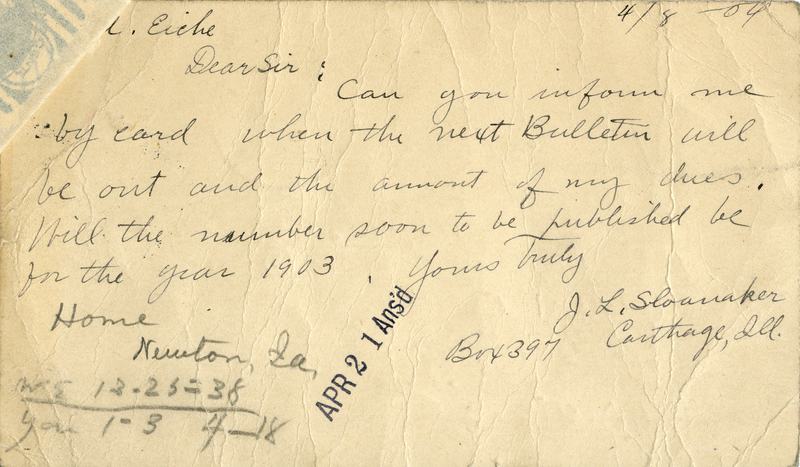 4/8 -04
. Eiche
Dear Sir ;
Can you inform me
by card when the next Bulletin will
be out and the amount of my dues.
Will the number soon to be published be
for the year 1903. Yours Truly
J. L. Sloanaker
Box 397 Carthage, Ill.
Home
Newton, Ia,
13-25=38
You 1-3 4-18
APR 21 Ans'd